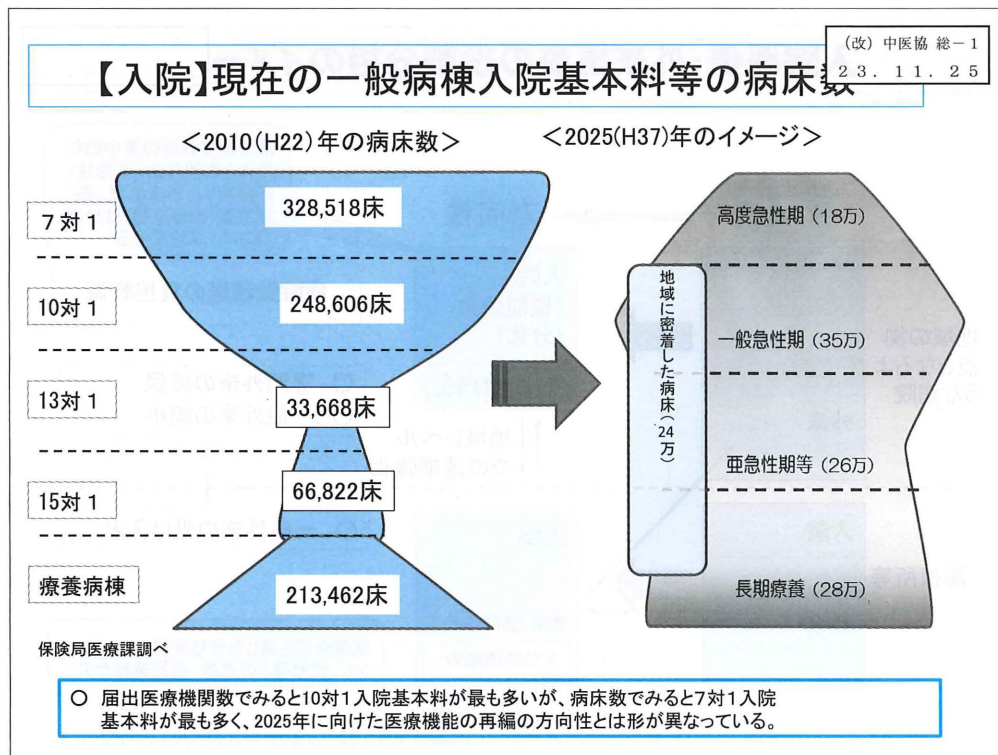 (改) 中医協 総－1
23.11.25
【入院】現在の一般病棟入院基本料等の病床数
＜2010(H22)年の病床数＞
＜2025(H37)年のイメージ＞
7対1
328,518床
10対1
248,606床
13対1
33,668床
15対1
66,822床
療養病棟
213,462床
高度急性期 (18万)
一般急性期 (35万)
亜急性期等 (26万)
長期療養 (28万)
地域に密着した病床(24万)
保険局医療課調べ
○ 届出医療機関数でみると10対1入院基本料が最も多いが、病床数でみると7対1入院
基本料が最も多く、2025年に向けた医療機能の再編の方向性とは形が異なっている。